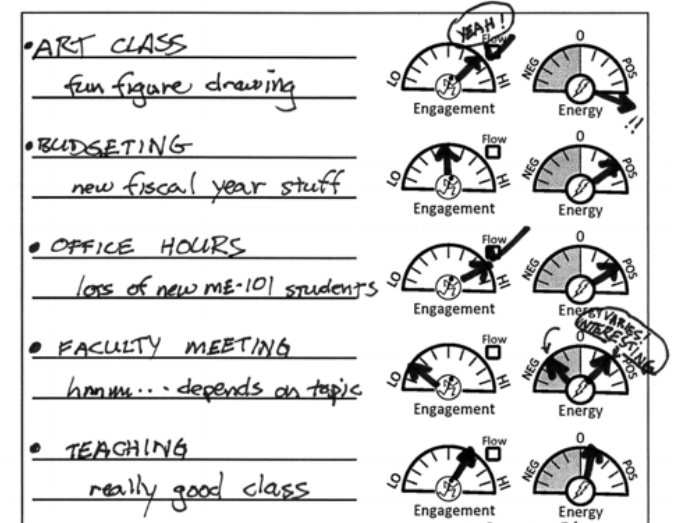 • ART CLASS
fun figure drawing
YEAH!
Flow
LO HI
Engagement
NEG 0 POS
Energy
!!
• BUDGETING
new fiscal year stuff
Flow
LO HI
Engagement
NEG 0 POS
Energy
• OFFICE HOURS
lots of new ME-101 students
Flow
LO HI
Engagement
NEG 0 POS
Energy
• FACULTY MEETING
hmmm... depends on topic
Flow
LO HI
Engagement
VARIES!
INTERESTING
NEG 0 POS
Energy
• TEACHING
really good class
Flow
LO HI
Engagement
NEG 0 POS
Energy